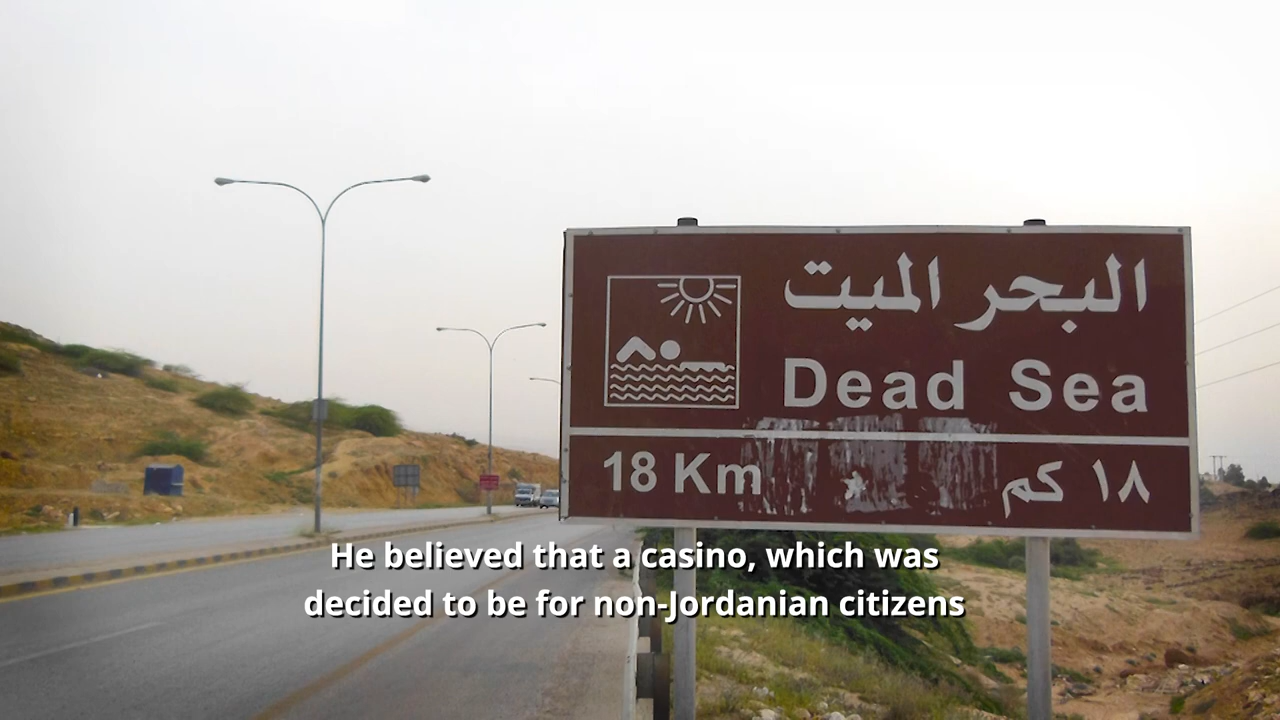 البحر الميت
Dead Sea
18 Km
١٨ كم
He believed that a casino, which was
decided to be for non-Jordanian citizens